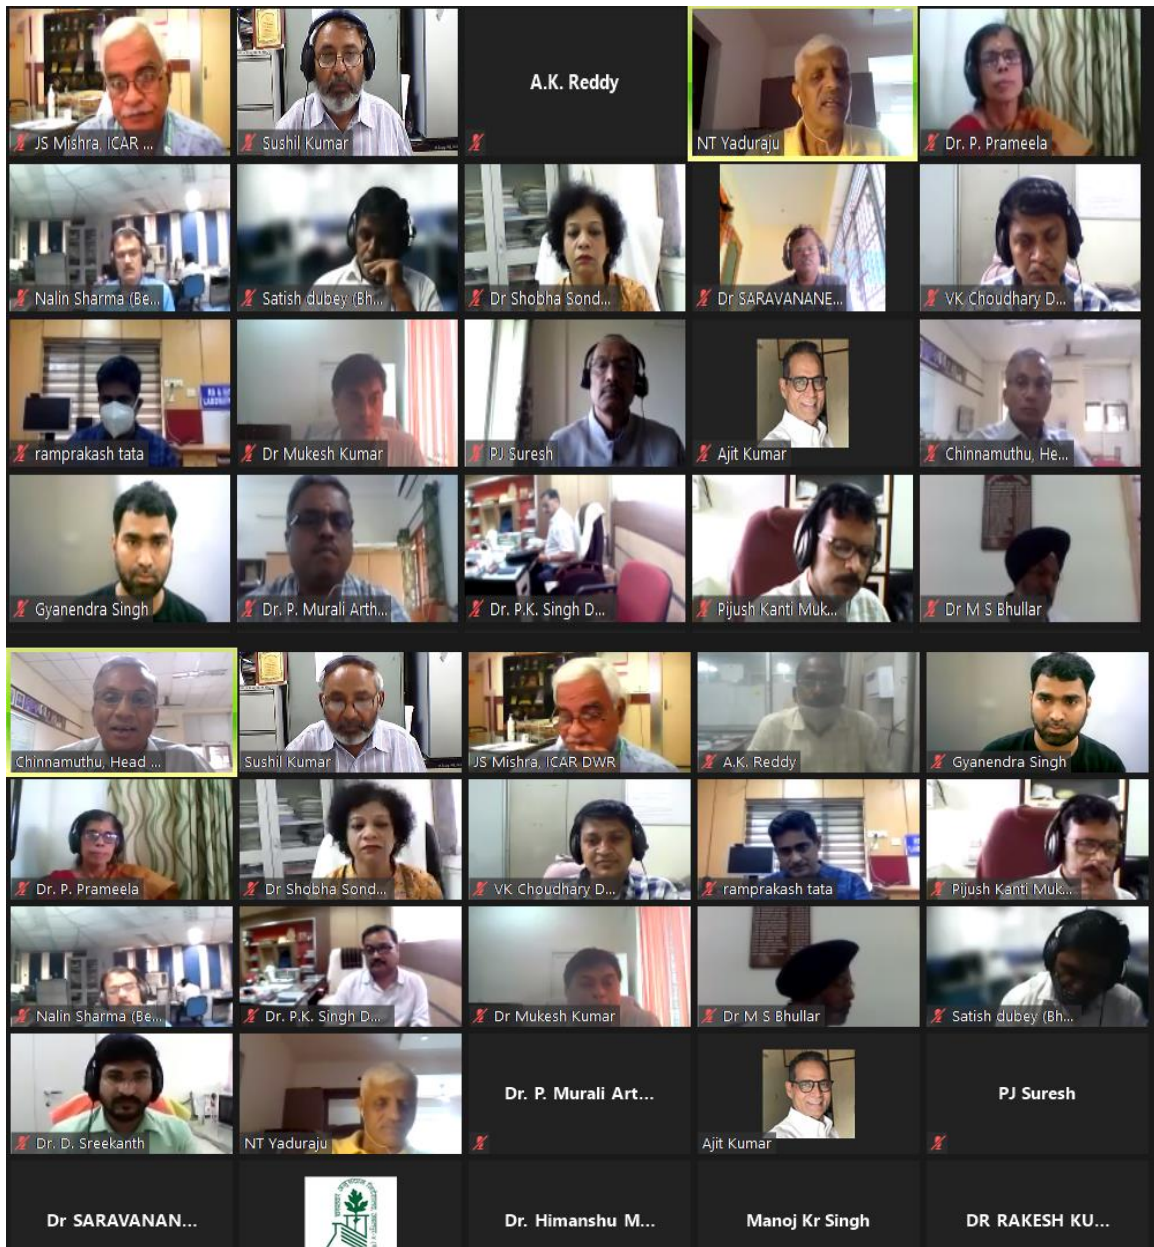 A.K. Reddy
JS Mishra, ICAR ...
Sushil Kumar
NT Yaduraju
Dr. P. Prameela
Nalin Sharma (Be...
Satish dubey (Bh...
Dr Shobha Sond...
Dr SARAVANANE...
VK Choudhary D...
ramprakash tata
Dr Mukesh Kumar
PJ Suresh
Ajit Kumar
Chinnamuthu, He...
Gyanendra Singh
Dr. P. Murali Arth...
Dr. P.K. Singh D...
Pijush Kanti Muk...
Dr M S Bhullar
Chinnamuthu, Head ...
Sushil Kumar
JS Mishra, ICAR DWR
A.K. Reddy
Gyanendra Singh
Dr. P. Prameela
Dr Shobha Sond...
VK Choudhary D...
ramprakash tata
Pijush Kanti Muk...
Nalin Sharma (Be...
Dr. P.K. Singh D...
Dr Mukesh Kumar
Dr M S Bhullar
Satish dubey (Bh...
Dr. D. Sreekanth
NT Yaduraju
Dr. P. Murali Art...
Ajit Kumar
PJ Suresh
Dr SARAVANAN...
Dr. Himanshu M...
Manoj Kr Singh
DR RAKESH KU...